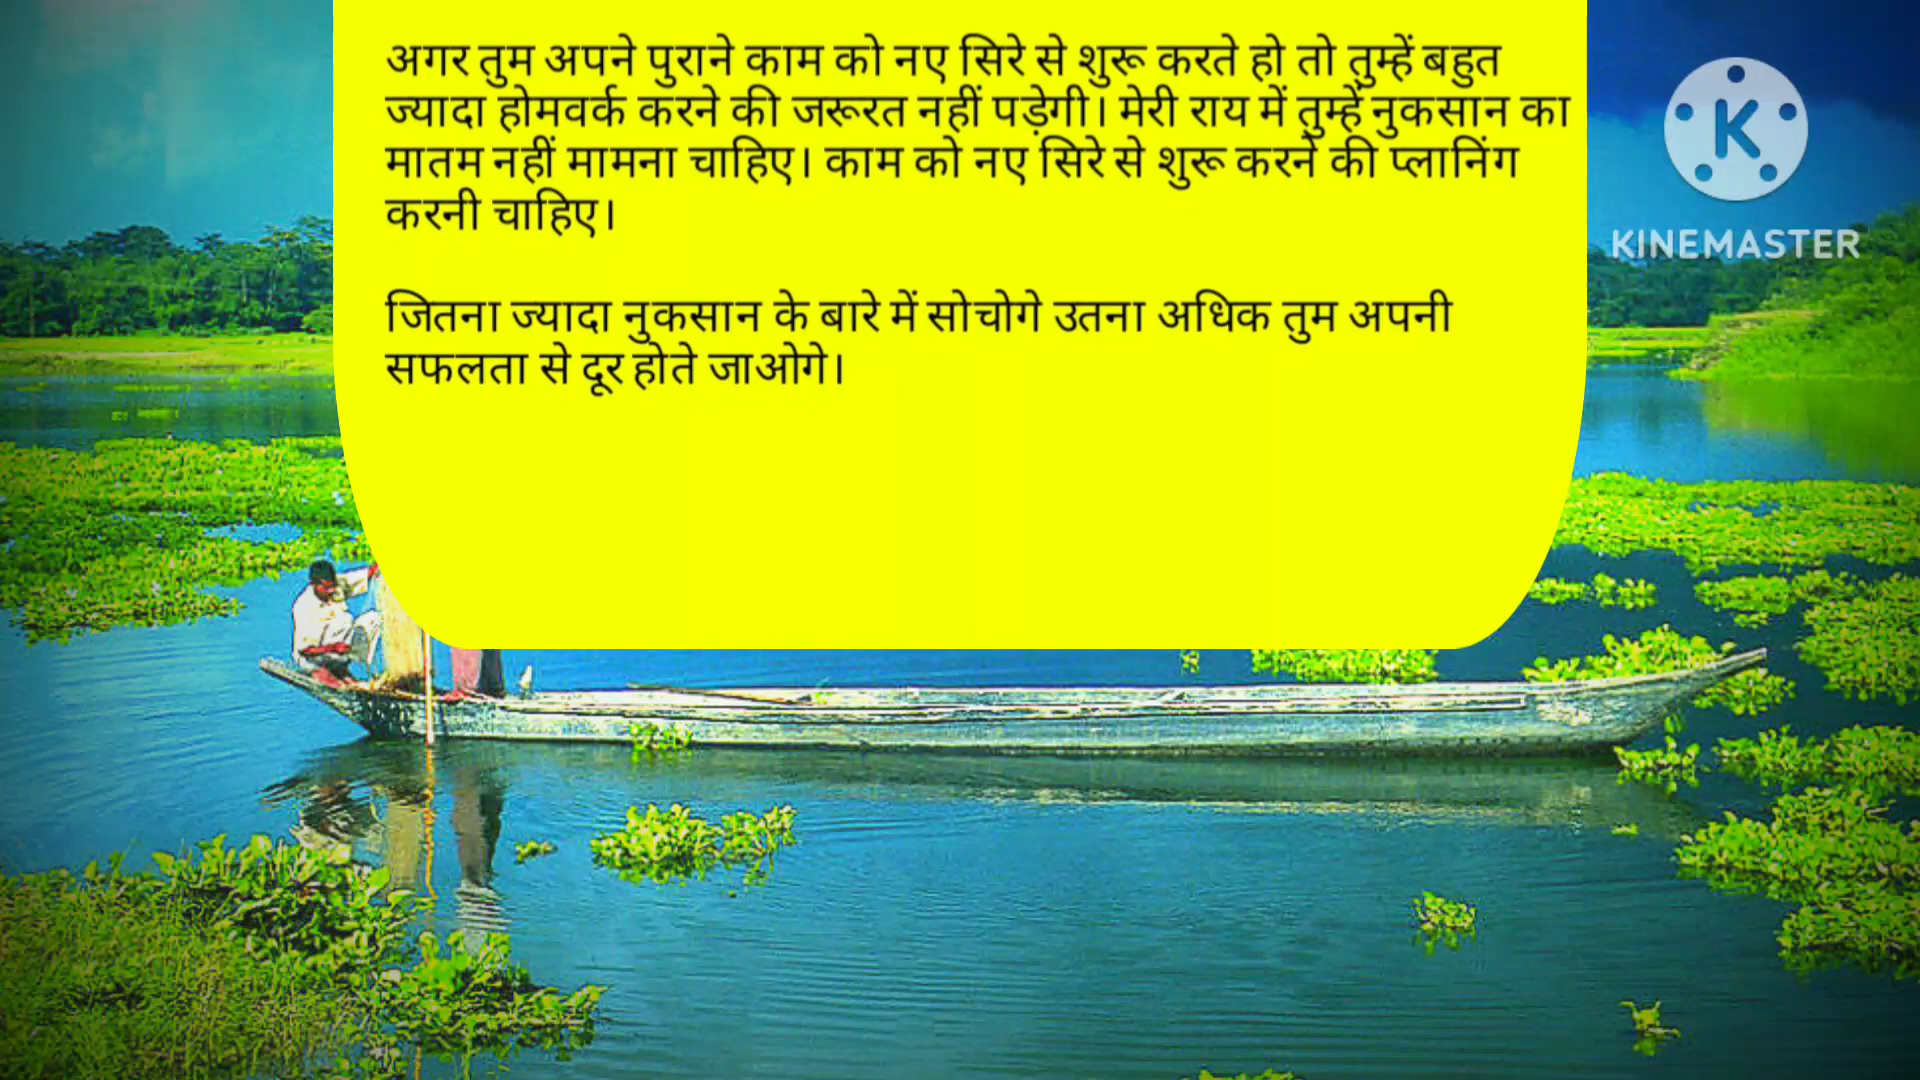 अगर तुम अपने पुराने काम को नए सिरे से शुरू करते हो तो तुम्हें बहुत
ज्यादा होमवर्क करने की जरूरत नहीं पड़ेगी। मेरी राय में तुम्हें नुकसान का
मातम नहीं मामना चाहिए। काम को नए सिरे से शुरू करने की प्लानिंग
करनी चाहिए।
जितना ज्यादा नुकसान के बारे में सोचोगे उतना अधिक तुम अपनी
सफलता से दूर होते जाओगे।
K
KINEMASTER